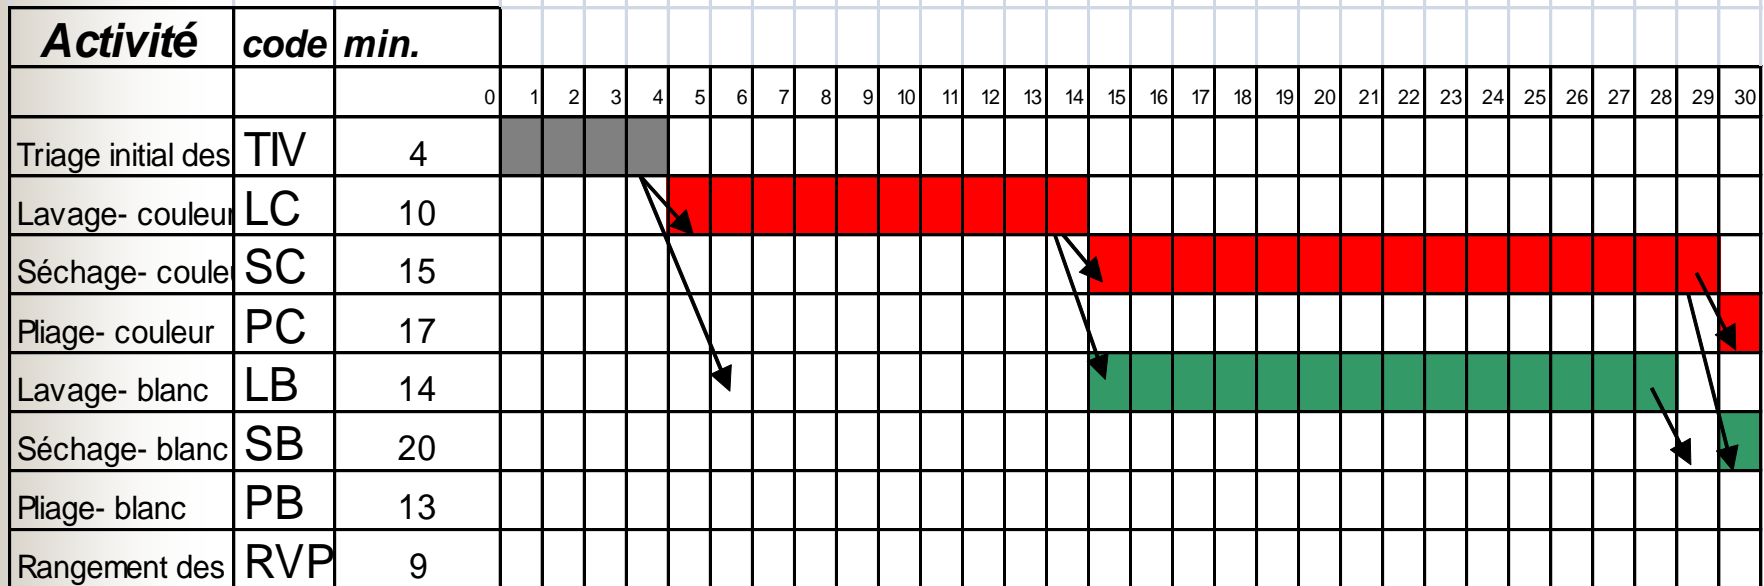 Activité code min.
0 1 2 3 4 5 6 7 8 9 10 11 12 13 14 15 16 17 18 19 20 21 22 23 24 25 26 27 28 29 30
Triage initial des TIV 4
Lavage- couleur LC 10
Séchage- coule SC 15
Pliage- couleur PC 17
Lavage- blanc LB 14
Séchage- blanc SB 20
Pliage- blanc PB 13
Rangement des RVP 9